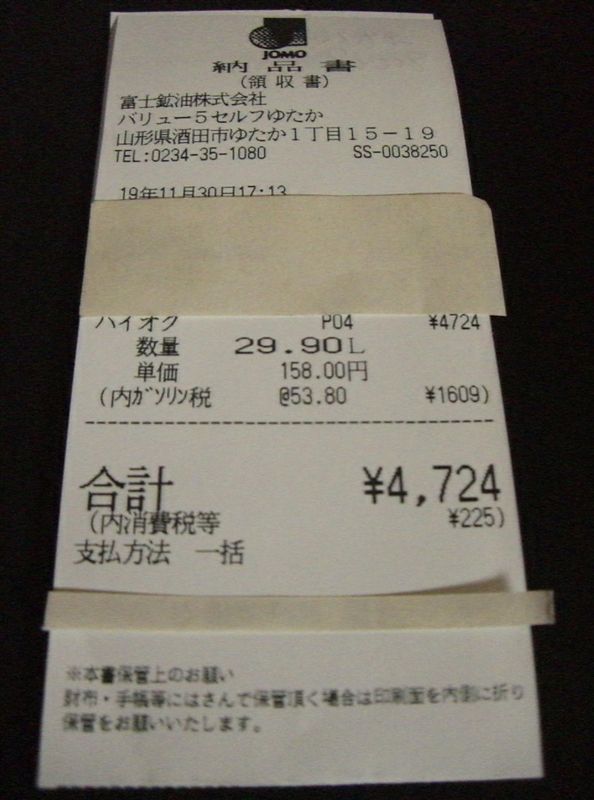 JOMO
納品書
(領収書)
富士鉱油株式会社
バリュー5セルフゆたか
山形県酒田市ゆたか1丁目15-19
TEL:0234-35-1080 SS-0038250
19年11月30日17:13
ハイオク P04 ¥4724
数量 29.90L
単価 158.00円
(内ガソリン税 @53.80 ¥1609)
合計 ¥4,724
(内消費税等 ¥225)
支払方法 一括
※本書保管上のお願い
財布・手帳等にはさんで保管頂く場合は印刷面を内側に折り
保管をお願いいたします。